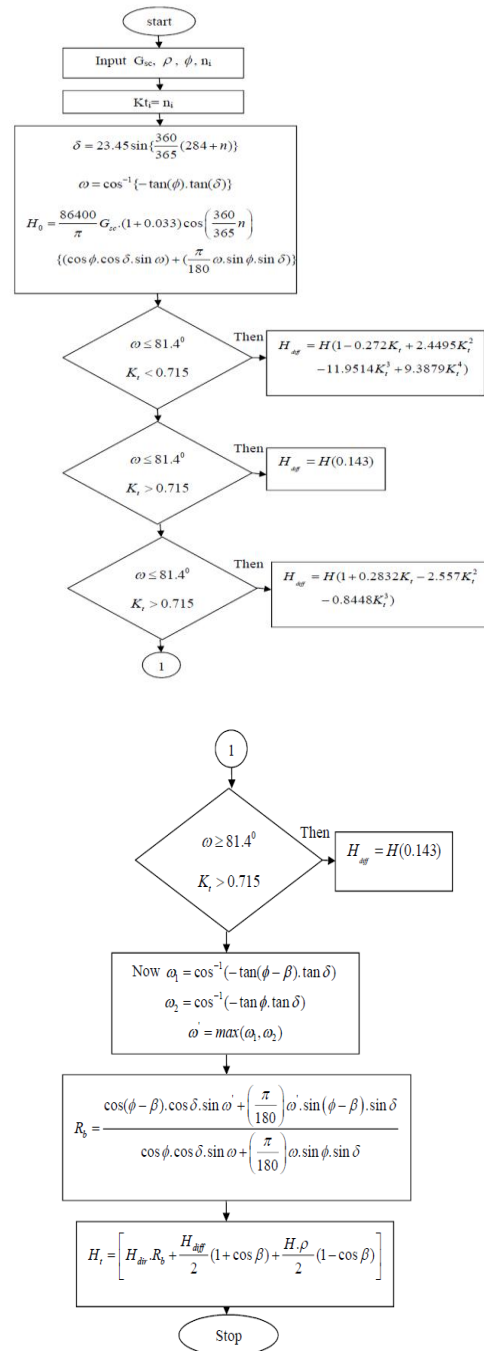 start
Input G_sc, ρ, ϕ, n_i
Kt_i= n_i
δ = 23.45 sin{360/365 (284 + n)}
ω = cos⁻¹{− tan(ϕ). tan(δ)}
H_0 = 86400/π G_sc.(1 + 0.033) cos(360/365 n)
{(cos ϕ. cos δ. sin ω) + (π/180 ω. sin ϕ. sin δ)}
ω ≤ 81.4⁰
K_t < 0.715
Then
H_diff = H(1 − 0.272K_t + 2.4495K_t²
−11.9514K_t³ + 9.3879K_t⁴)
ω ≤ 81.4⁰
K_t > 0.715
Then
H_diff = H(0.143)
ω ≤ 81.4⁰
K_t > 0.715
Then
H_diff = H(1 + 0.2832K_t − 2.557K_t²
− 0.8448K_t³)
1
1
ω ≥ 81.4⁰
K_t > 0.715
Then
H_diff = H(0.143)
Now ω_1 = cos⁻¹(− tan(ϕ − β). tan δ)
ω_2 = cos⁻¹(− tan ϕ. tan δ)
ω' = max(ω_1, ω_2)
R_b = (cos(ϕ − β). cos δ. sin ω' + (π/180) ω'. sin(ϕ − β). sin δ) / (cos ϕ. cos δ. sin ω + (π/180) ω. sin ϕ. sin δ)
H_t = [H_dir.R_b + H_diff/2 (1 + cos β) + H.ρ/2 (1 − cos β)]
Stop